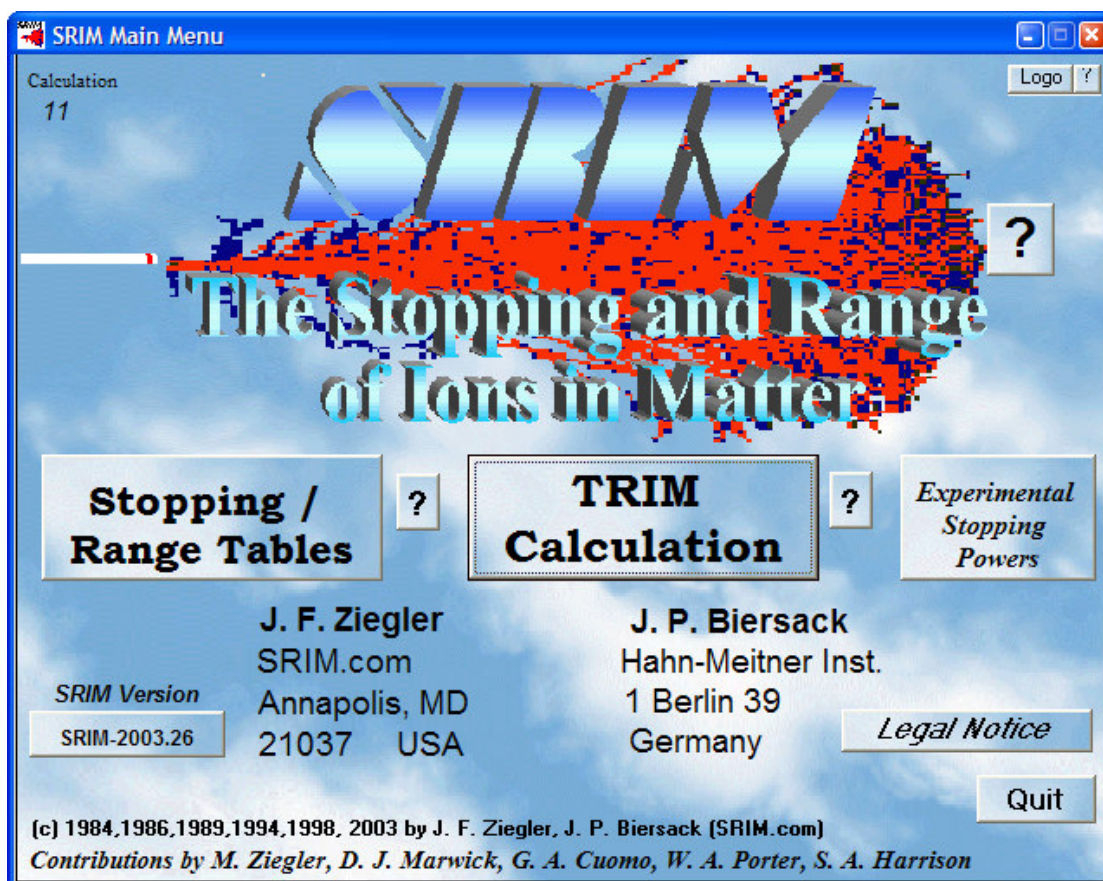 SRIM Main Menu
Calculation
11
Logo ?
SRIM
?
The Stopping and Range
of Ions in Matter
Stopping /
Range Tables
?
TRIM
Calculation
?
Experimental
Stopping
Powers
J. F. Ziegler
SRIM.com
Annapolis, MD
21037 USA
J. P. Biersack
Hahn-Meitner Inst.
1 Berlin 39
Germany
SRIM Version
SRIM-2003.26
Legal Notice
Quit
(c) 1984,1986,1989,1994,1998, 2003 by J. F. Ziegler, J. P. Biersack (SRIM.com)
Contributions by M. Ziegler, D. J. Marwick, G. A. Cuomo, W. A. Porter, S. A. Harrison